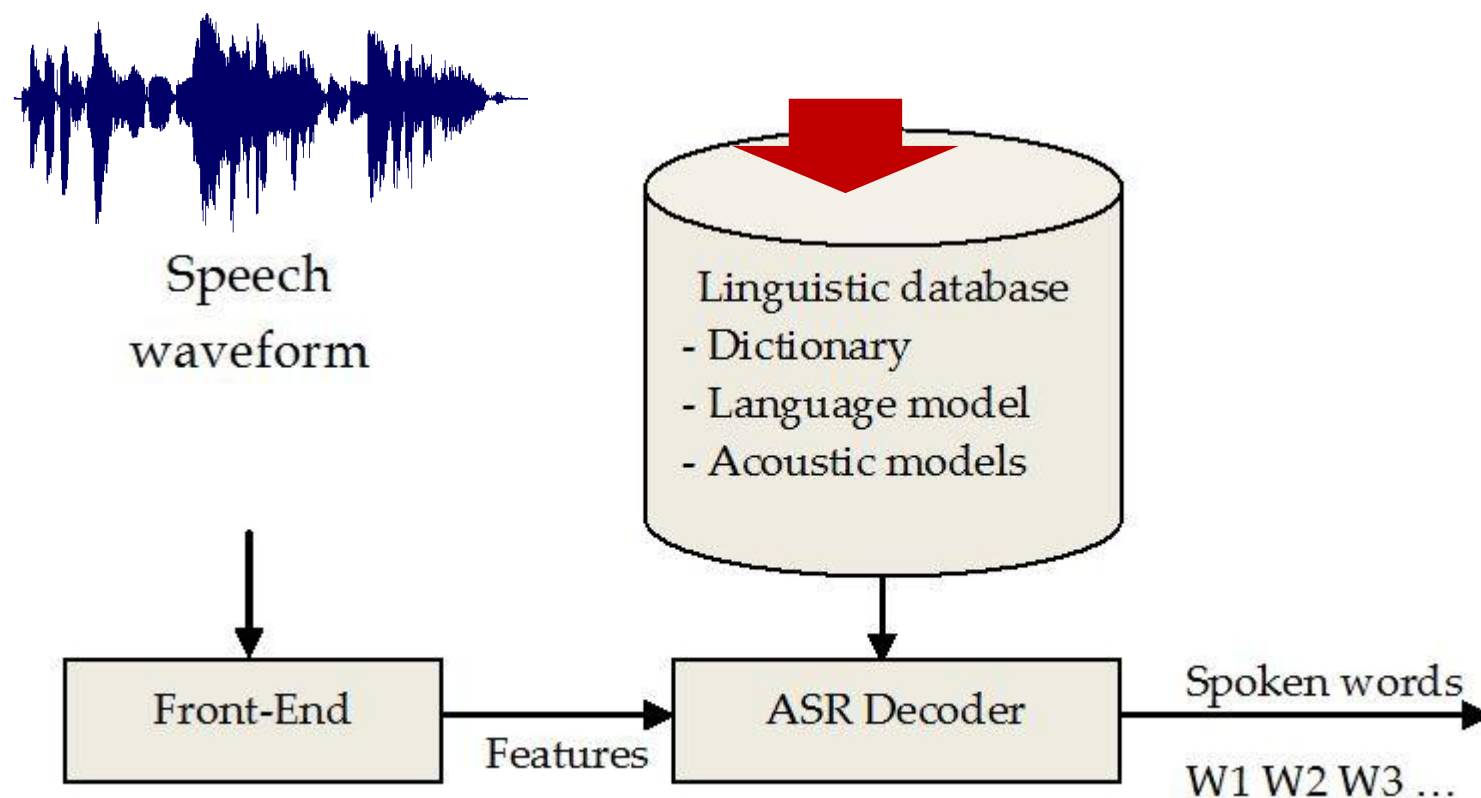 Speech
waveform
Linguistic database
- Dictionary
- Language model
- Acoustic models
Front-End
Features
ASR Decoder
Spoken words
W1 W2 W3 ...